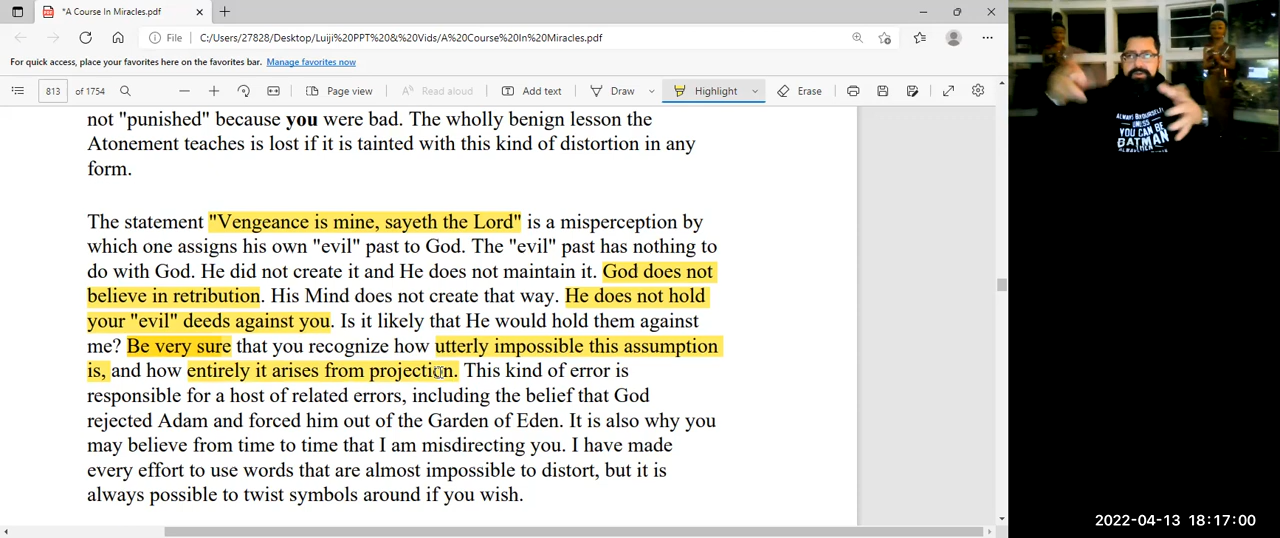 *A Course In Miracles.pdf
File C:/Users/27828/Desktop/Luiji%20PPT%20&%20Vids/A%20Course%20In%20Miracles.pdf
For quick access, place your favorites here on the favorites bar. Manage favorites now
813 of 1754 Page view Read aloud Add text Draw Highlight Erase
not "punished" because you were bad. The wholly benign lesson the
Atonement teaches is lost if it is tainted with this kind of distortion in any
form.
The statement "Vengeance is mine, sayeth the Lord" is a misperception by
which one assigns his own "evil" past to God. The "evil" past has nothing to
do with God. He did not create it and He does not maintain it. God does not
believe in retribution. His Mind does not create that way. He does not hold
your "evil" deeds against you. Is it likely that He would hold them against
me? Be very sure that you recognize how utterly impossible this assumption
is, and how entirely it arises from projection. This kind of error is
responsible for a host of related errors, including the belief that God
rejected Adam and forced him out of the Garden of Eden. It is also why you
may believe from time to time that I am misdirecting you. I have made
every effort to use words that are almost impossible to distort, but it is
always possible to twist symbols around if you wish.
ALWAYS BE YOURSELF
UNLESS
YOU CAN BE
BATMAN
2022-04-13 18:17:00